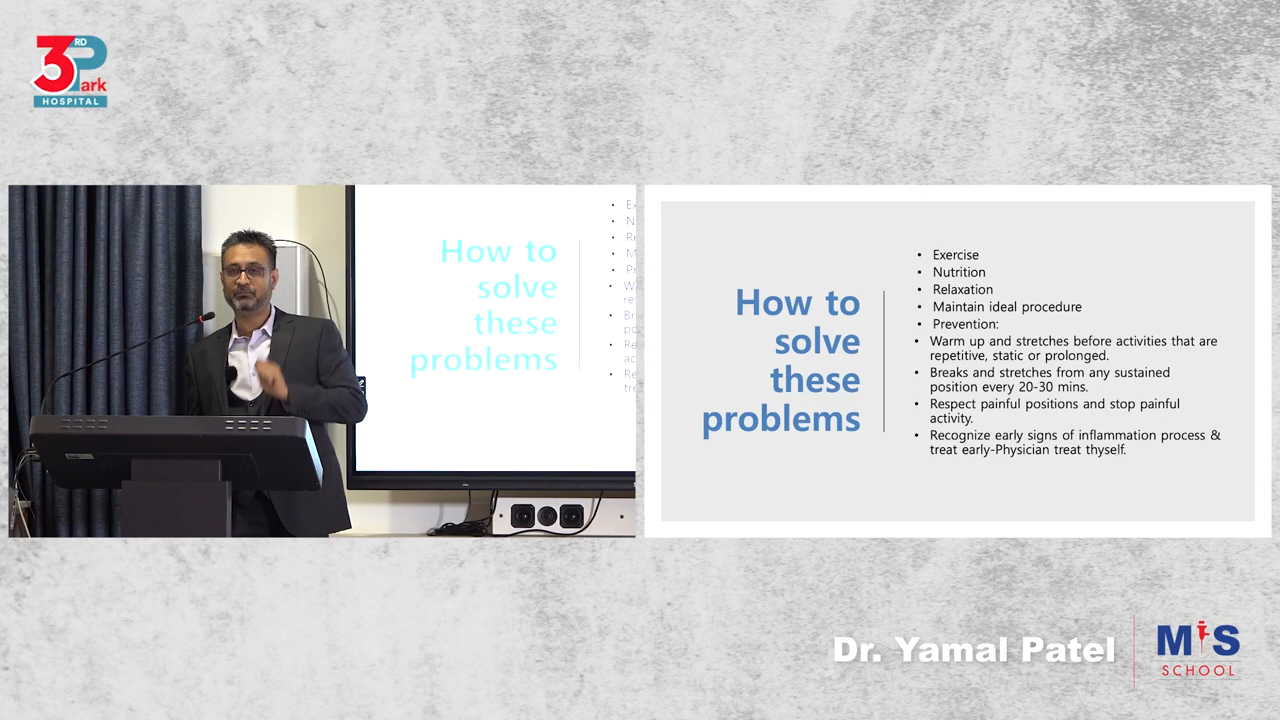 3RD Park
HOSPITAL
How to
solve
these
problems
• Exercise
• Nutrition
• Relaxation
• Maintain ideal procedure
• Prevention:
• Warm up and stretches before activities that are
repetitive, static or prolonged.
• Breaks and stretches from any sustained
position every 20-30 mins.
• Respect painful positions and stop painful
activity.
• Recognize early signs of inflammation process &
treat early-Physician treat thyself.
How to
solve
these
problems
Dr. Yamal Patel
MIS
SCHOOL